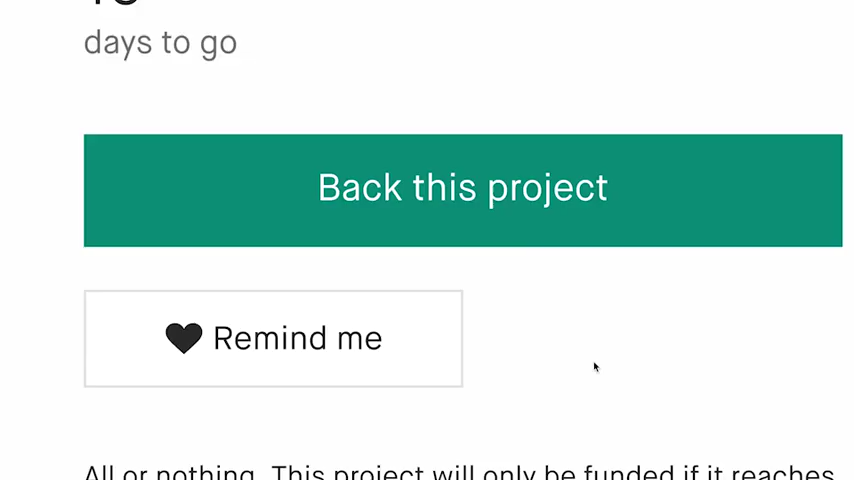 days to go
Back this project
Remind me
All or nothing. This project will only be funded if it reaches